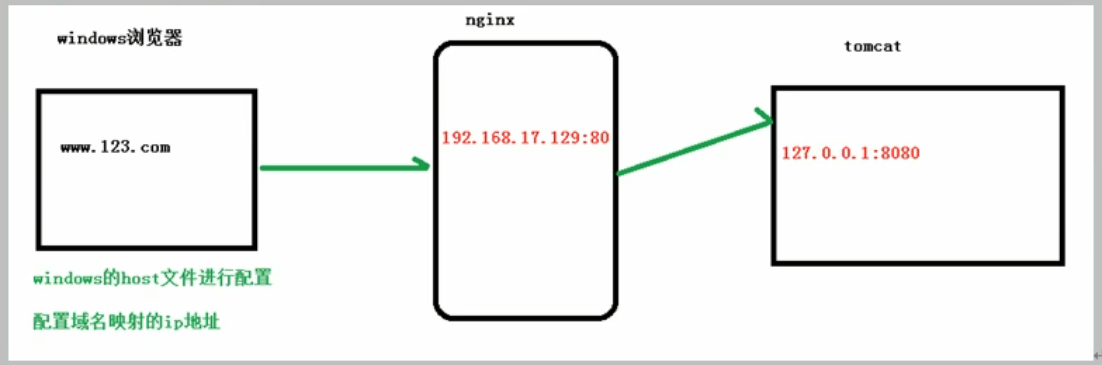 windows浏览器
www.123.com
windows的host文件进行配置
配置域名映射的ip地址
nginx
192.168.17.129:80
tomcat
127.0.0.1:8080